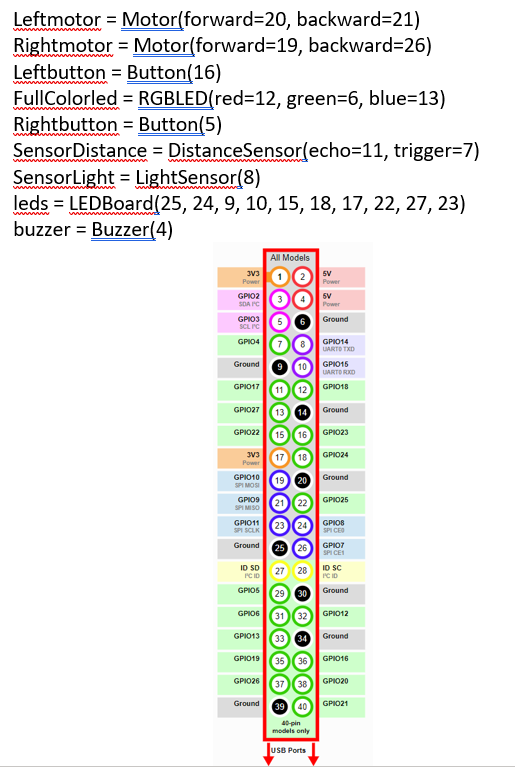 Leftmotor = Motor(forward=20, backward=21)
Rightmotor = Motor(forward=19, backward=26)
Leftbutton = Button(16)
FullColorled = RGBLED(red=12, green=6, blue=13)
Rightbutton = Button(5)
SensorDistance = DistanceSensor(echo=11, trigger=7)
SensorLight = LightSensor(8)
leds = LEDBoard(25, 24, 9, 10, 15, 18, 17, 22, 27, 23)
buzzer = Buzzer(4)
All Models
3V3 1 2 5V
Power Power
GPIO2 3 4 5V
SDA I²C Power
GPIO3 5 6 Ground
SCL I²C
GPIO4 7 8 GPIO14
UART0 TXD
Ground 9 10 GPIO15
UART0 RXD
GPIO17 11 12 GPIO18
GPIO27 13 14 Ground
GPIO22 15 16 GPIO23
3V3 17 18 GPIO24
Power
GPIO10 19 20 Ground
SPI MOSI
GPIO9 21 22 GPIO25
SPI MISO
GPIO11 23 24 GPIO8
SPI SCLK SPI CE0
Ground 25 26 GPIO7
SPI CE1
ID SD 27 28 ID SC
I²C ID I²C ID
GPIO5 29 30 Ground
GPIO6 31 32 GPIO12
GPIO13 33 34 Ground
GPIO19 35 36 GPIO16
GPIO26 37 38 GPIO20
Ground 39 40 GPIO21
40-pin
models only
USB Ports